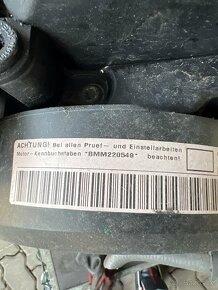 ACHTUNG! Bei allen Pruef- und Einstellarbeiten
Motor-Kennbuchstaben "BMM220549" beachten!